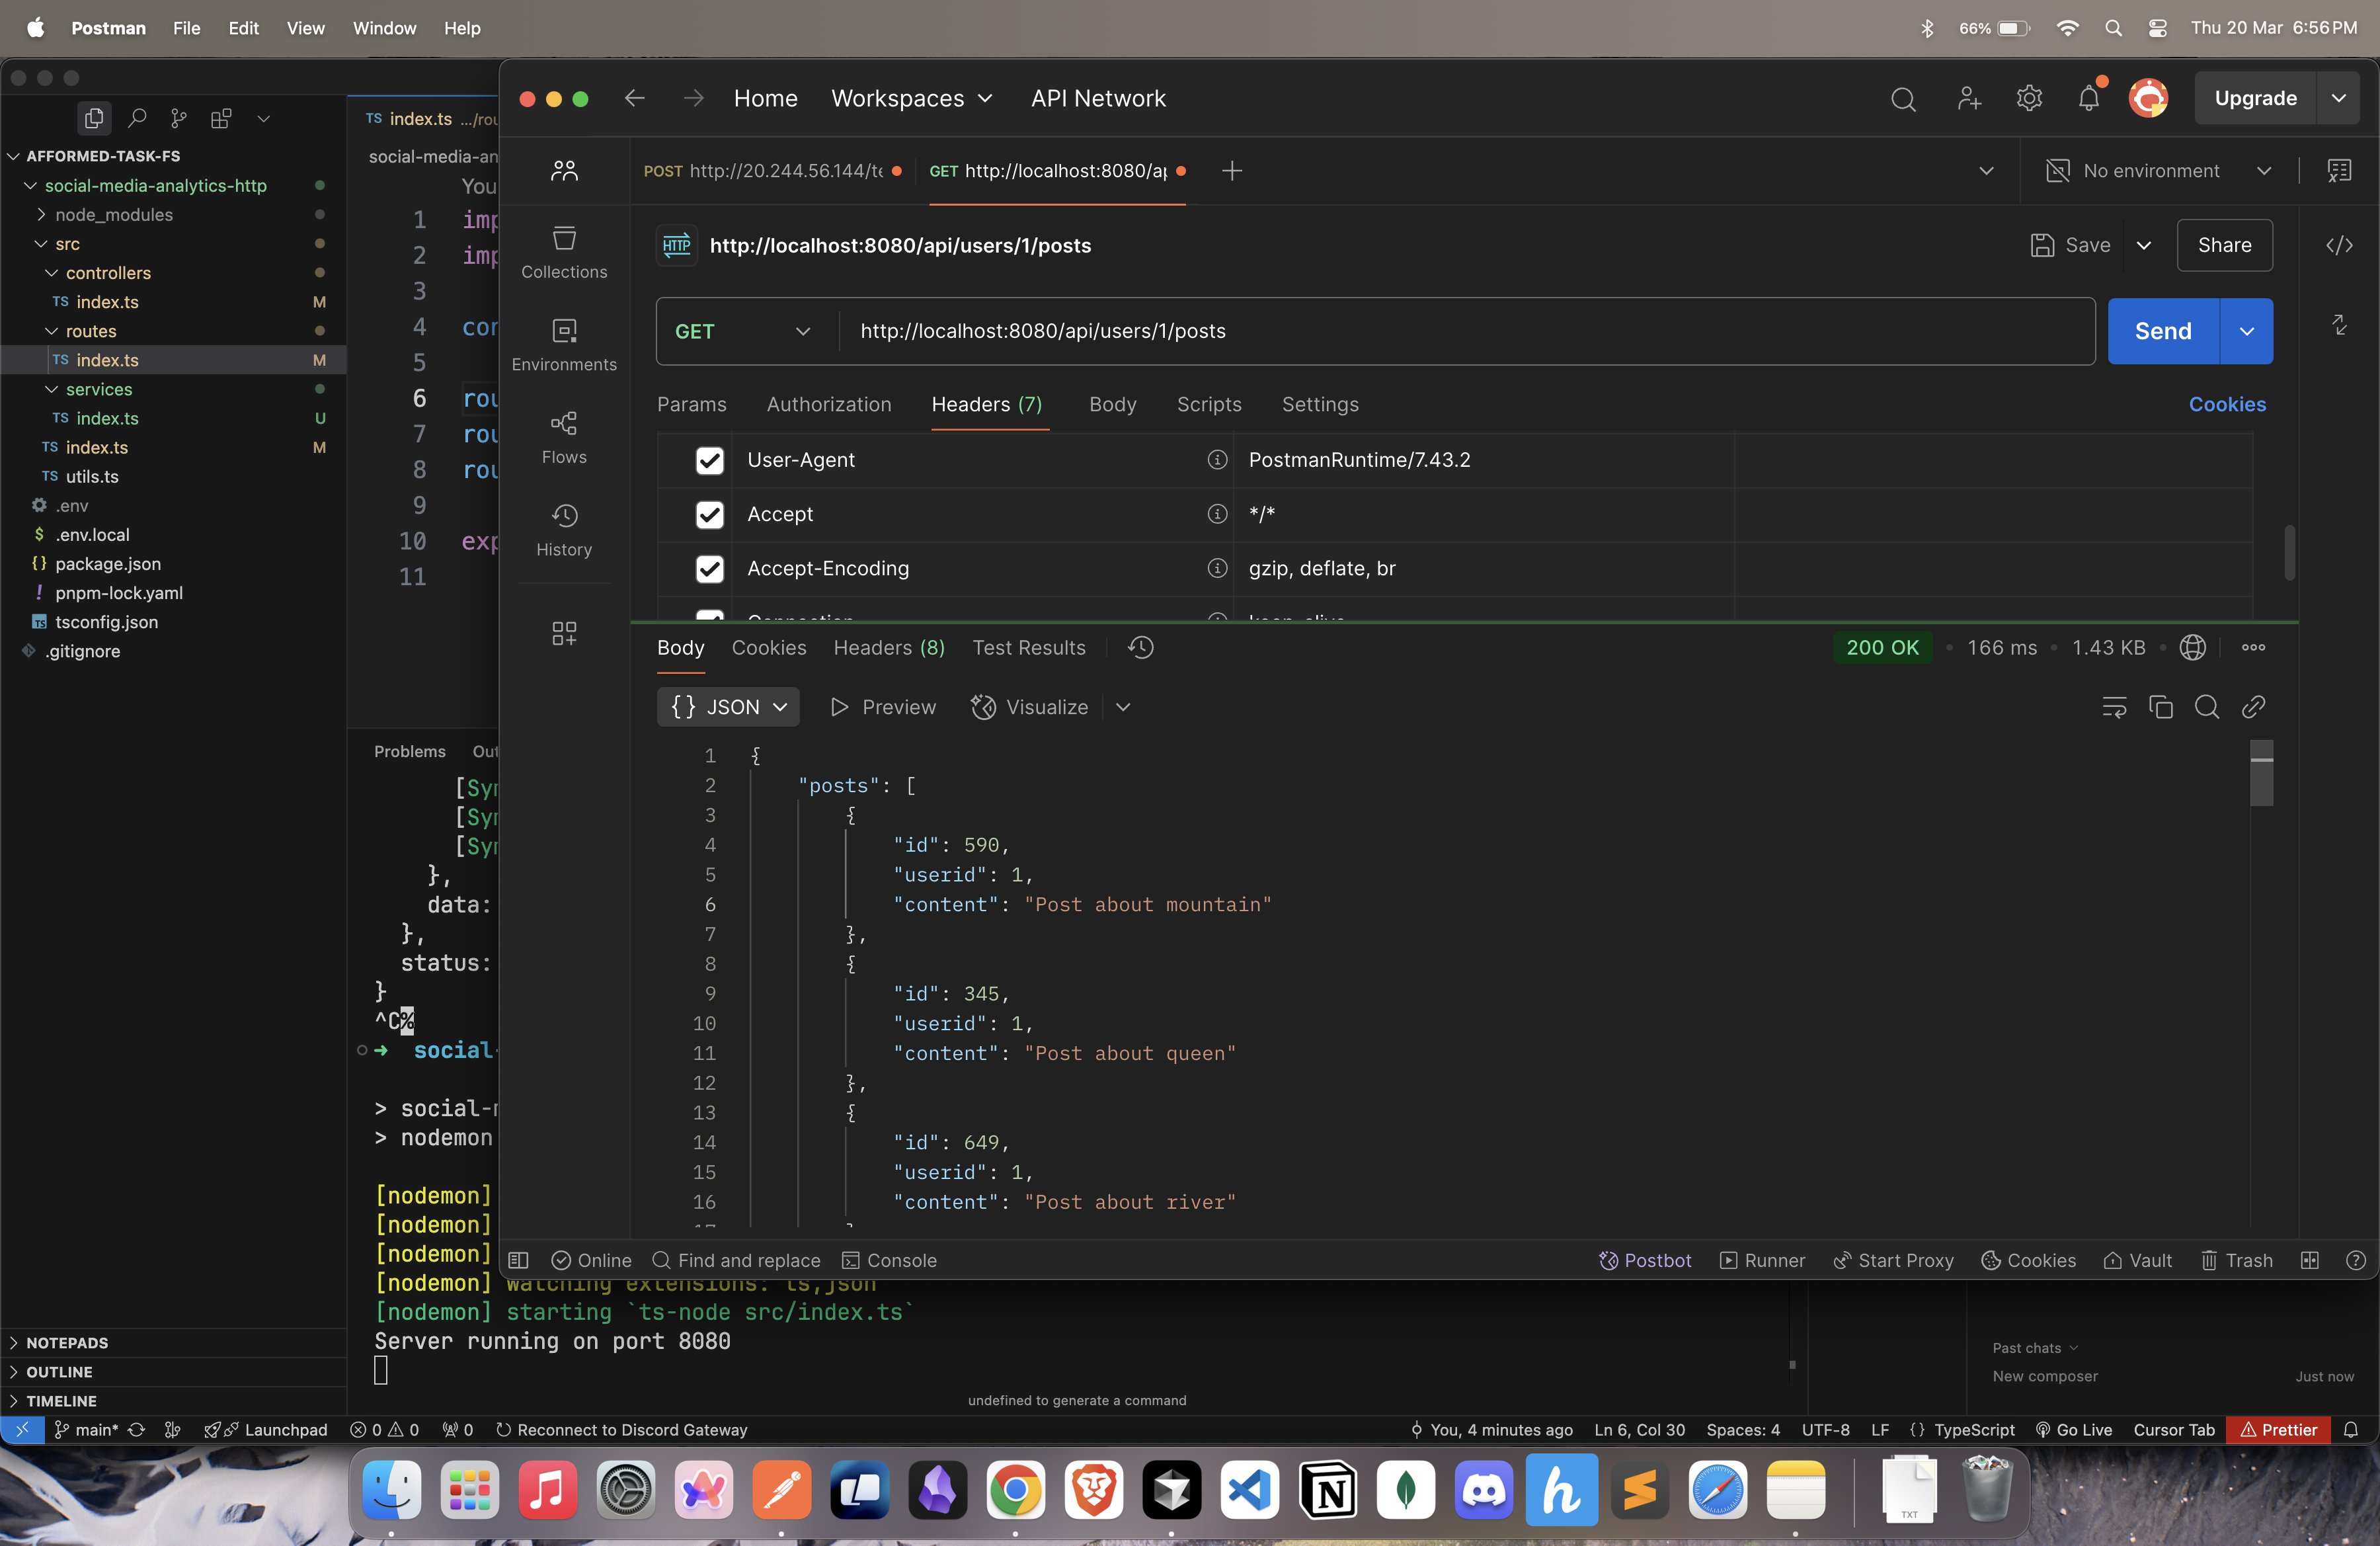 Postman File Edit View Window Help
66% Thu 20 Mar 6:56 PM
AFFORMED-TASK-FS
social-media-analytics-http
node_modules
src
controllers
TS index.ts M
routes
TS index.ts M
services
TS index.ts U
TS index.ts M
TS utils.ts
.env
$ .env.local
{} package.json
! pnpm-lock.yaml
TS tsconfig.json
.gitignore
NOTEPADS
OUTLINE
TIMELINE
TS index.ts .../rou
social-media-an
You
1 imp
2 imp
3
4 con
5
6 rou
7 rou
8 rou
9
10 exp
11
Problems Out
[Syn
[Syn
[Syn
},
data:
},
status:
}
^C%
social-
> social-m
> nodemon
[nodemon]
[nodemon]
[nodemon]
[nodemon] watching extensions: ts,json
[nodemon] starting `ts-node src/index.ts`
Server running on port 8080
undefined to generate a command
Past chats
New composer Just now
Home Workspaces API Network
Upgrade
POST http://20.244.56.144/te
GET http://localhost:8080/ap
No environment
Collections
Environments
Flows
History
HTTP http://localhost:8080/api/users/1/posts
Save Share
GET http://localhost:8080/api/users/1/posts Send
Params Authorization Headers (7) Body Scripts Settings Cookies
User-Agent PostmanRuntime/7.43.2
Accept */*
Accept-Encoding gzip, deflate, br
Connection keep-alive
Body Cookies Headers (8) Test Results
200 OK • 166 ms • 1.43 KB •
{} JSON Preview Visualize
1 {
2 "posts": [
3 {
4 "id": 590,
5 "userid": 1,
6 "content": "Post about mountain"
7 },
8 {
9 "id": 345,
10 "userid": 1,
11 "content": "Post about queen"
12 },
13 {
14 "id": 649,
15 "userid": 1,
16 "content": "Post about river"
17 }
Online Find and replace Console
Postbot Runner Start Proxy Cookies Vault Trash
main* Launchpad 0 0 0 Reconnect to Discord Gateway
You, 4 minutes ago Ln 6, Col 30 Spaces: 4 UTF-8 LF {} TypeScript Go Live Cursor Tab Prettier
TXT